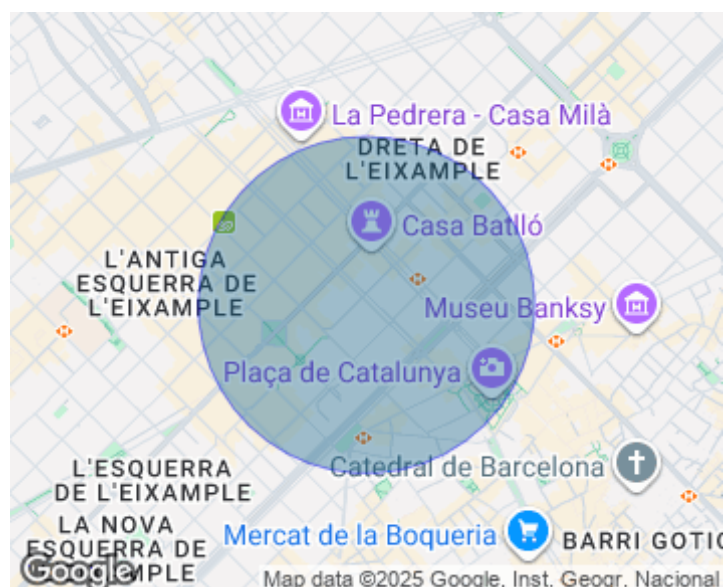 La Pedrera - Casa Milà
DRETA DE
L'EIXAMPLE
Casa Batlló
L'ANTIGA
ESQUERRA DE
L'EIXAMPLE
Museu Banksy
Plaça de Catalunya
L'ESQUERRA
DE L'EIXAMPLE
Catedral de Barcelona
LA NOVA
ESQUERRA DE
L'EIXAMPLE
Mercat de la Boqueria
BARRI GOTIC
Google
Map data ©2025 Google, Inst. Geogr. Nacional